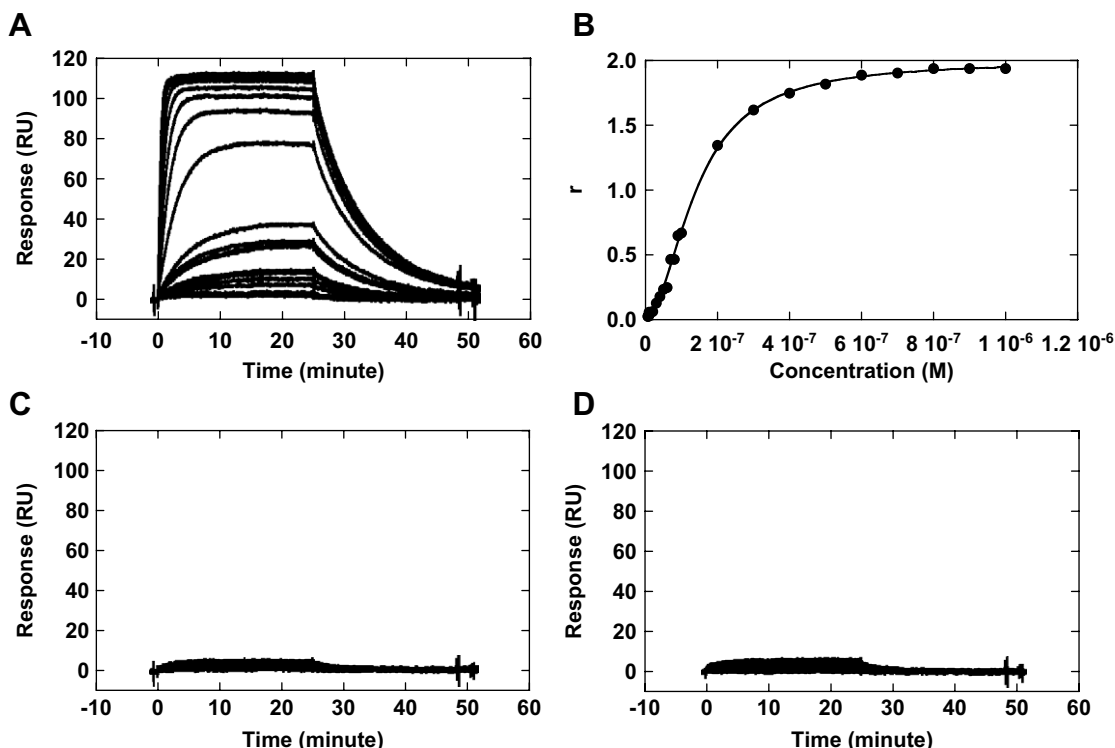 A
120
100
80
60
40
20
0
Response (RU)
-10 0 10 20 30 40 50 60
Time (minute)
B
2.0
1.5
1.0
0.5
0.0
r
0 2 10⁻⁷ 4 10⁻⁷ 6 10⁻⁷ 8 10⁻⁷ 1 10⁻⁶ 1.2 10⁻⁶
Concentration (M)
C
120
100
80
60
40
20
0
Response (RU)
-10 0 10 20 30 40 50 60
Time (minute)
D
120
100
80
60
40
20
0
Response (RU)
-10 0 10 20 30 40 50 60
Time (minute)